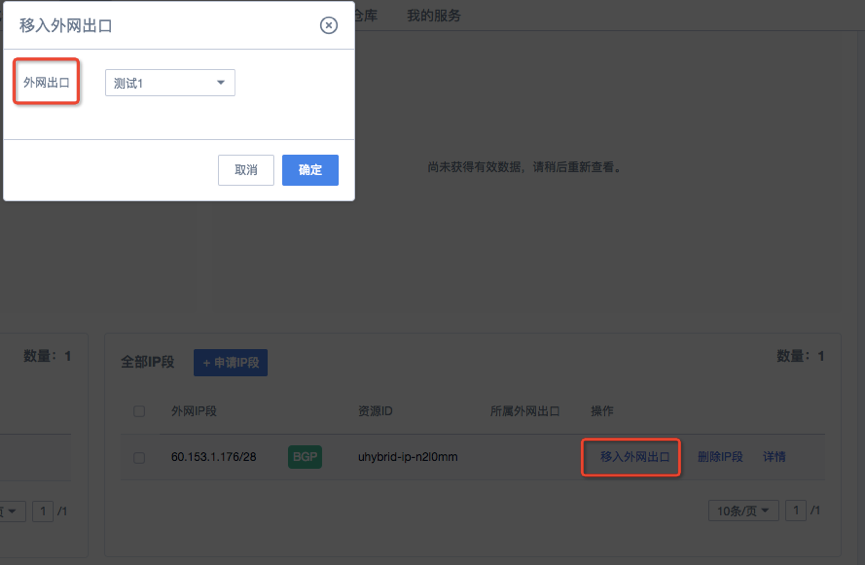 移入外网出口
仓库 我的服务
外网出口 测试1
取消 确定
尚未获得有效数据，请稍后重新查看。
数量：1
全部IP段 + 申请IP段 数量：1
外网IP段 资源ID 所属外网出口 操作
60.153.1.176/28 BGP uhybrid-ip-n2l0mm 移入外网出口 删除IP段 详情
页 1 /1
10条/页 1 /1